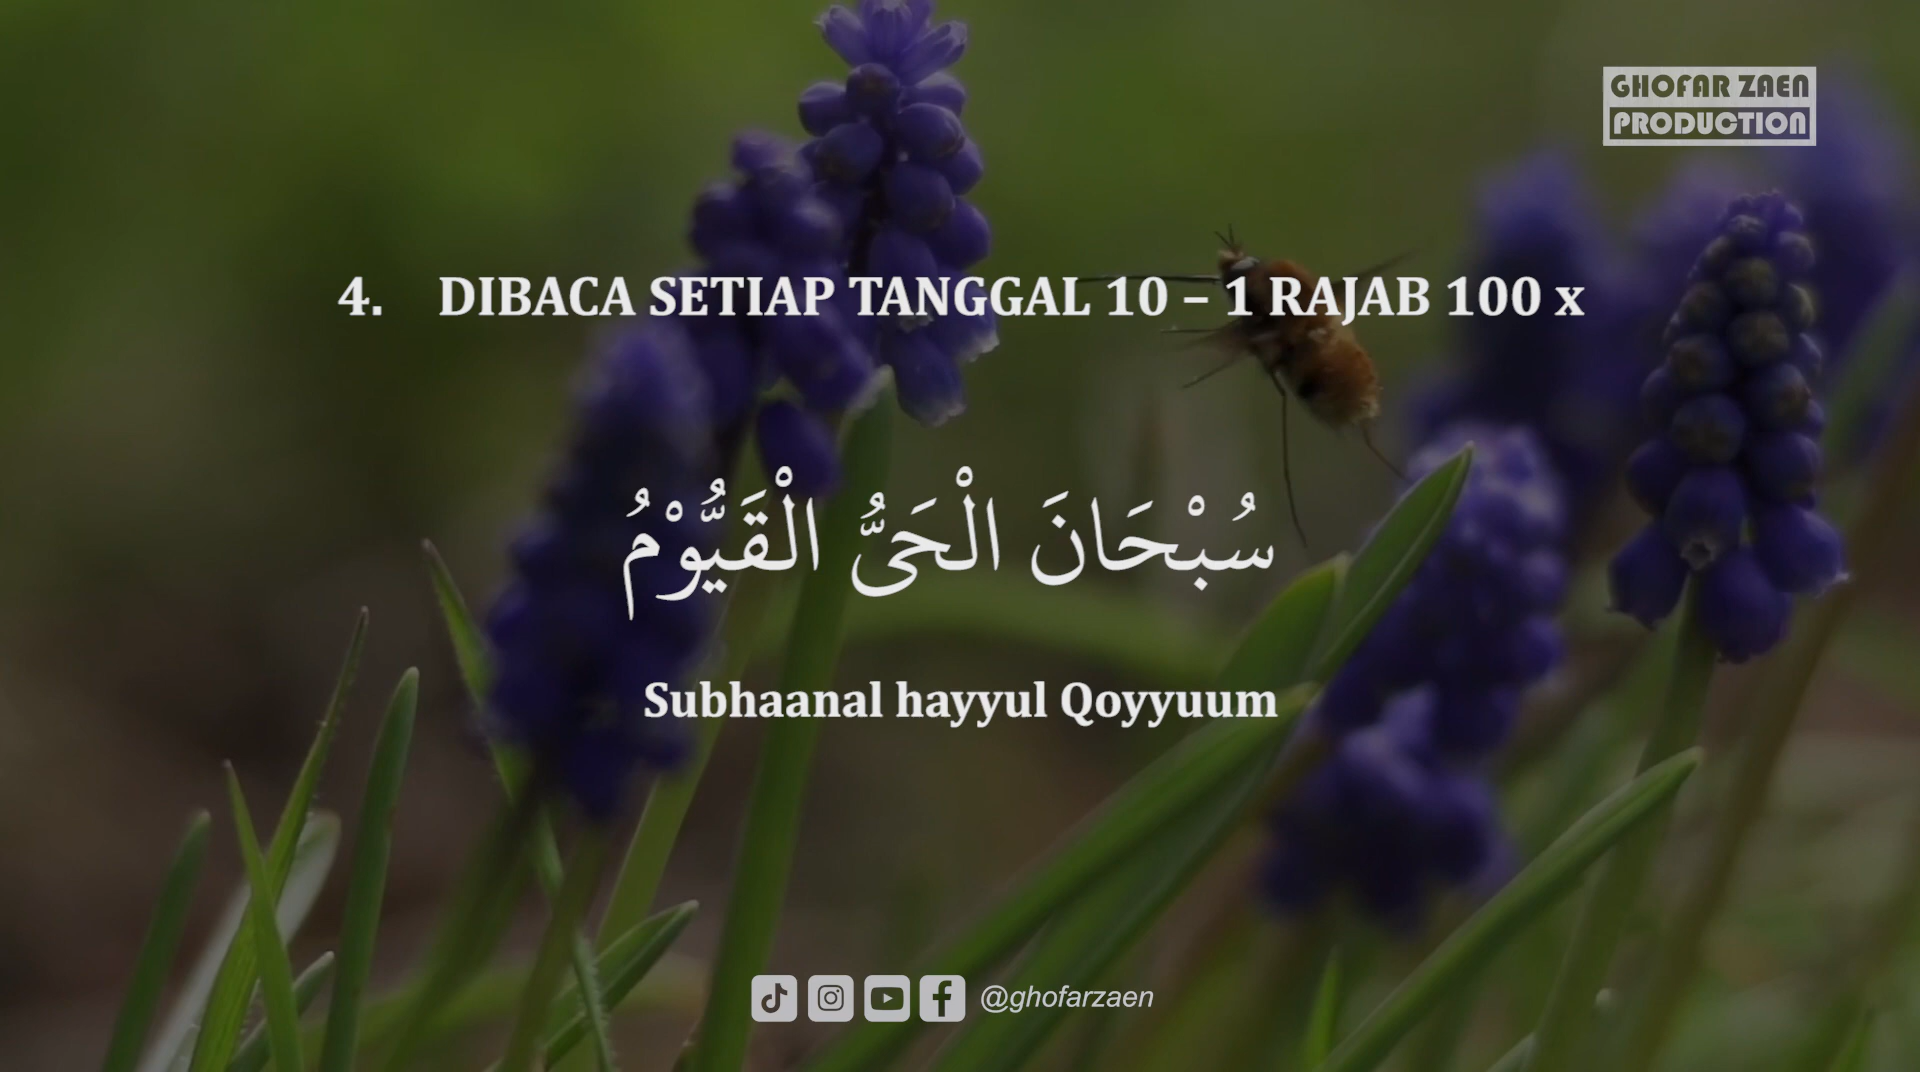 GHOFAR ZAEN
PRODUCTION
4. DIBACA SETIAP TANGGAL 10 – 1 RAJAB 100 x
سُبْحَانَ الْحَيُّ الْقَيُّوْمُ
Subhaanal hayyul Qoyyuum
@ghofarzaen